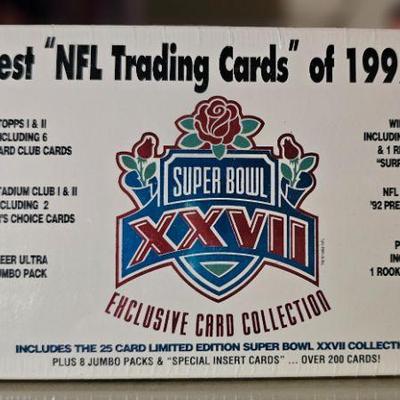 est "NFL Trading Cards" of 199
TOPPS I & II
CLUDING 6
ARD CLUB CARDS
TADIUM CLUB I & II
CLUDING 2
R'S CHOICE CARDS
EER ULTRA
UMBO PACK
SUPER BOWL
XXVII
EXCLUSIVE CARD COLLECTION
WI
INCLUDIN
& 1 R
"SURP
NFL
'92 PRE
P
INC
1 ROOK
INCLUDES THE 25 CARD LIMITED EDITION SUPER BOWL XXVII COLLECTI
PLUS 8 JUMBO PACKS & "SPECIAL INSERT CARDS" ... OVER 200 CARDS!